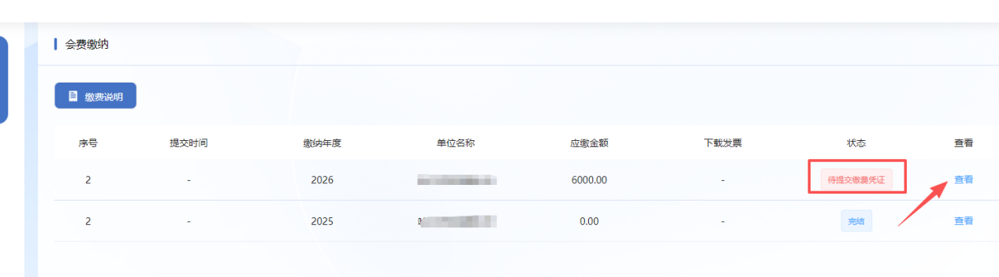 会费缴纳
缴费说明
序号 提交时间 缴纳年度 单位名称 应缴金额 下载发票 状态 查看
2 - 2026 6000.00 - 待提交缴费凭证 查看
2 - 2025 0.00 - 完结 查看